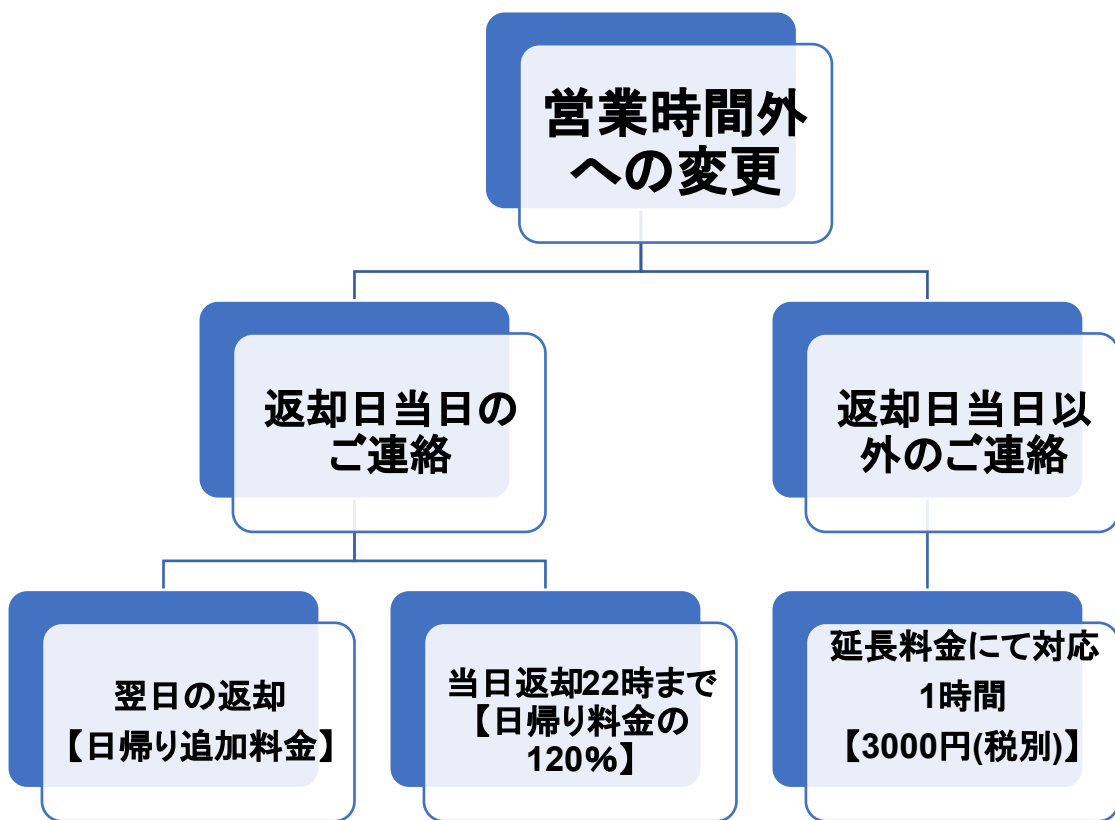 営業時間外
への変更
返却日当日の
ご連絡
返却日当日以
外のご連絡
翌日の返却
【日帰り追加料金】
当日返却22時まで
【日帰り料金の
120%】
延長料金にて対応
1時間
【3000円(税別)】